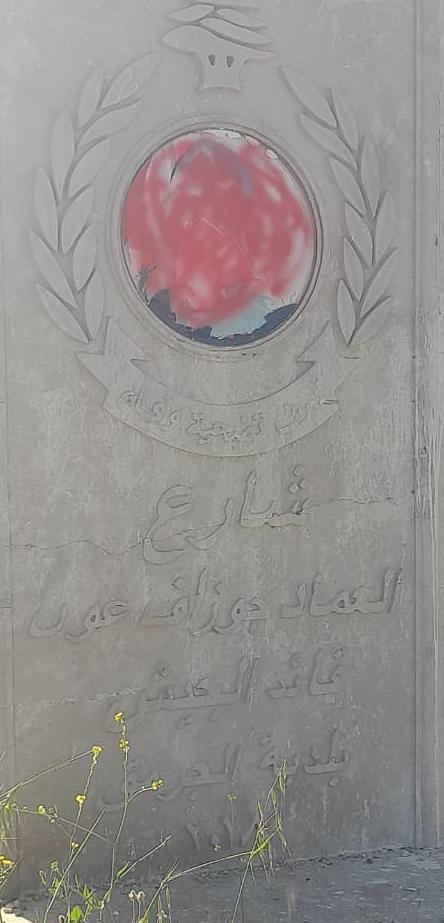 شرف تضحية وفاء
شارع
العماد جوزاف عون
قائد الجيش
بلدية